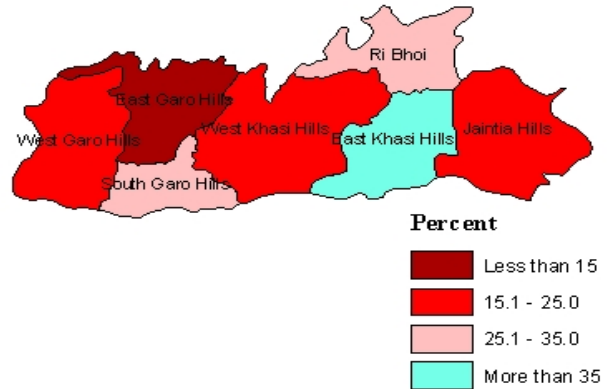 Ri Bhoi
East Garo Hills
West Garo Hills
West Khasi Hills
East Khasi Hills
Jaintia Hills
South Garo Hills
Percent
Less than 15
15.1 - 25.0
25.1 - 35.0
More than 35